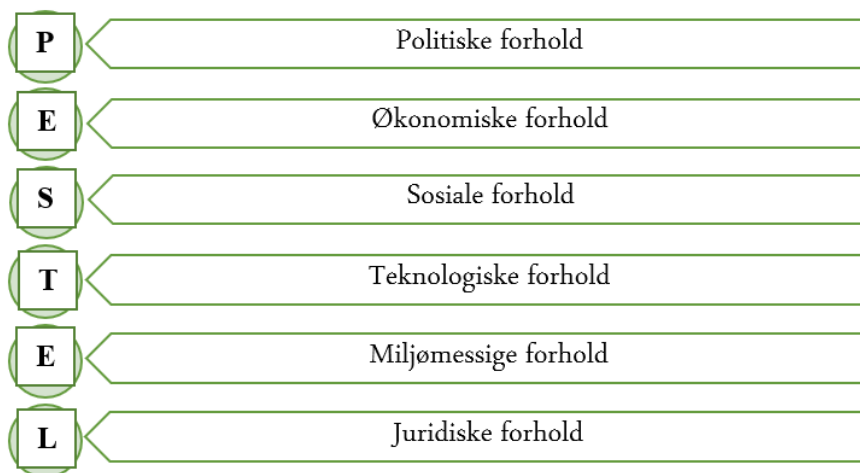 P Politiske forhold
E Økonomiske forhold
S Sosiale forhold
T Teknologiske forhold
E Miljømessige forhold
L Juridiske forhold